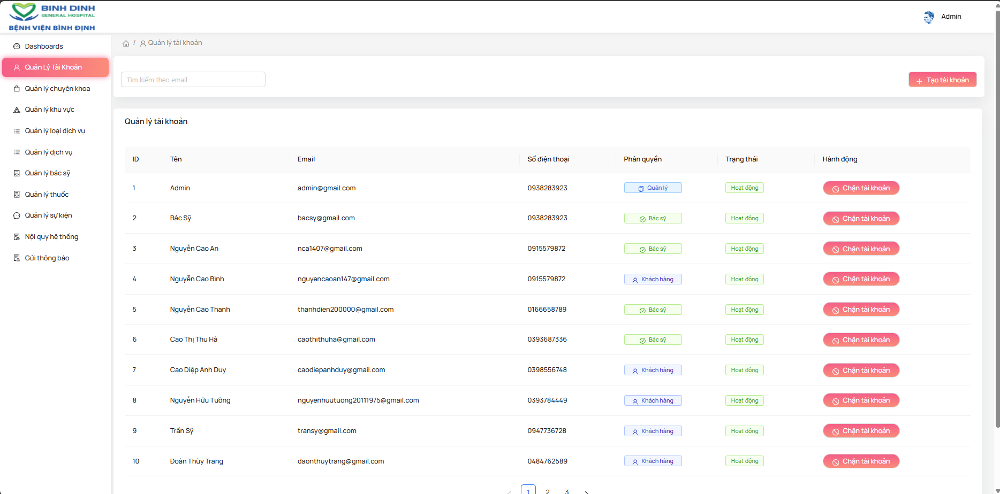 BINH DINH
GENERAL HOSPITAL
BỆNH VIỆN BÌNH ĐỊNH
Admin
Dashboards
Quản Lý Tài Khoản
Quản lý chuyên khoa
Quản lý khu vực
Quản lý loại dịch vụ
Quản lý dịch vụ
Quản lý bác sỹ
Quản lý thuốc
Quản lý sự kiện
Nội quy hệ thống
Gửi thông báo
/ Quản lý tài khoản
Tìm kiếm theo email
Tạo tài khoản
Quản lý tài khoản
ID Tên Email Số điện thoại Phân quyền Trạng thái Hành động
1 Admin admin@gmail.com 0938283923 Quản lý Hoạt động Chặn tài khoản
2 Bác Sỹ bacsy@gmail.com 0938283923 Bác sỹ Hoạt động Chặn tài khoản
3 Nguyễn Cao An nca1407@gmail.com 0915579872 Bác sỹ Hoạt động Chặn tài khoản
4 Nguyễn Cao Bình nguyencaoan147@gmail.com 0915579872 Khách hàng Hoạt động Chặn tài khoản
5 Nguyễn Cao Thanh thanhdien200000@gmail.com 0166658789 Bác sỹ Hoạt động Chặn tài khoản
6 Cao Thị Thu Hà caothithuha@gmail.com 0393687336 Bác sỹ Hoạt động Chặn tài khoản
7 Cao Diệp Anh Duy caodiepanhduy@gmail.com 0398556748 Khách hàng Hoạt động Chặn tài khoản
8 Nguyễn Hữu Tường nguyenhuutuong20111975@gmail.com 0393784449 Khách hàng Hoạt động Chặn tài khoản
9 Trần Sỹ transy@gmail.com 0947736728 Khách hàng Hoạt động Chặn tài khoản
10 Đoàn Thùy Trang daonthuytrang@gmail.com 0484762589 Khách hàng Hoạt động Chặn tài khoản
< 1 2 3 >